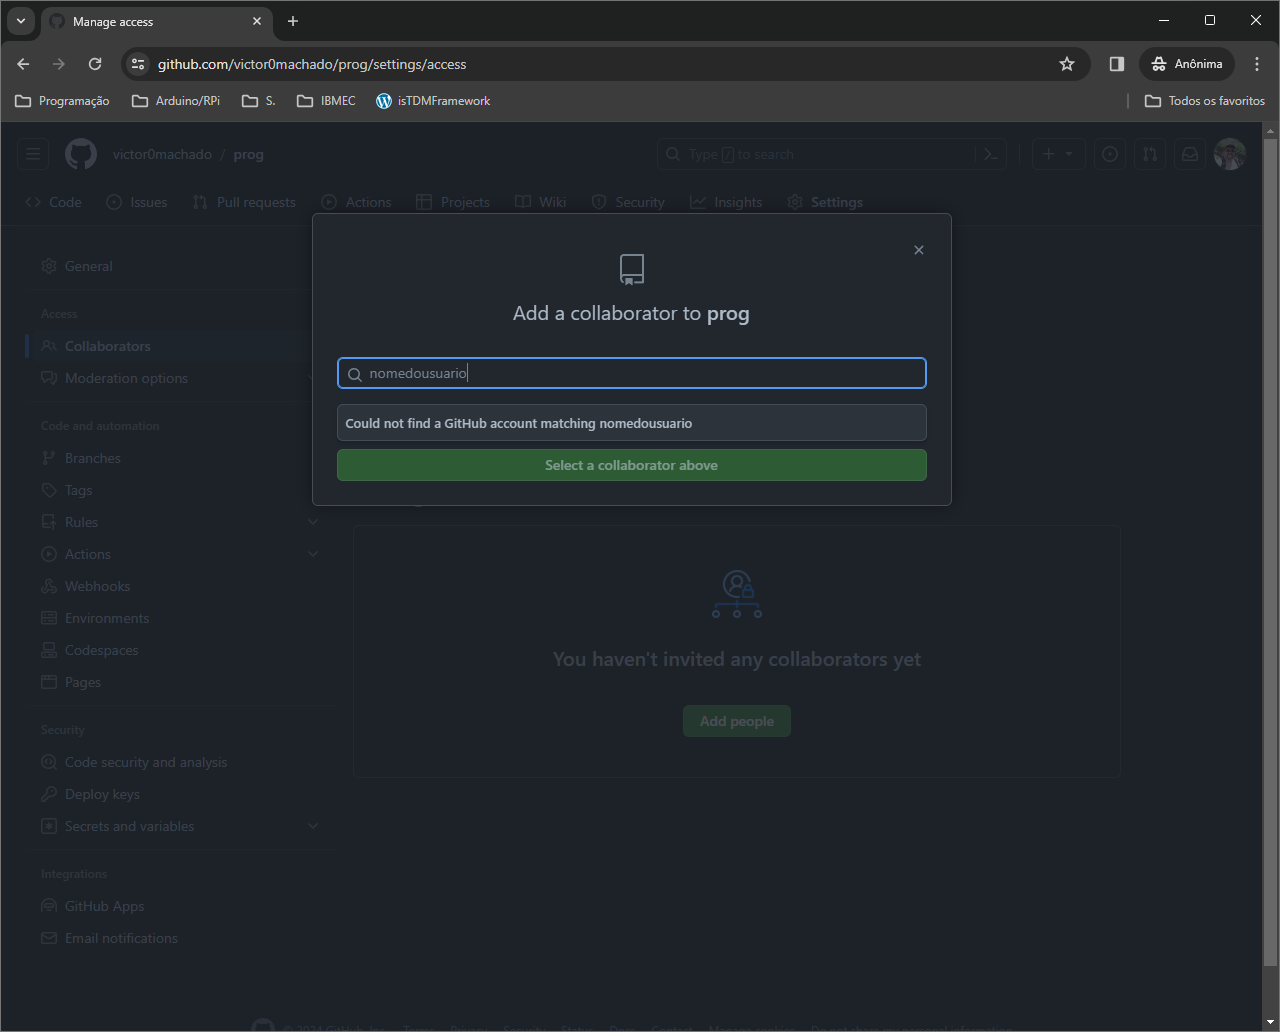 Manage access
github.com/victor0machado/prog/settings/access
Anônima
Programação
Arduino/RPi
S.
IBMEC
isTDMFramework
Todos os favoritos
victor0machado / prog
Type / to search
Code
Issues
Pull requests
Actions
Projects
Wiki
Security
Insights
Settings
General
Access
Collaborators
Moderation options
Code and automation
Branches
Tags
Rules
Actions
Webhooks
Environments
Codespaces
Pages
Security
Code security and analysis
Deploy keys
Secrets and variables
Integrations
GitHub Apps
Email notifications
Add a collaborator to prog
nomedousuario
Could not find a GitHub account matching nomedousuario
Select a collaborator above
You haven't invited any collaborators yet
Add people